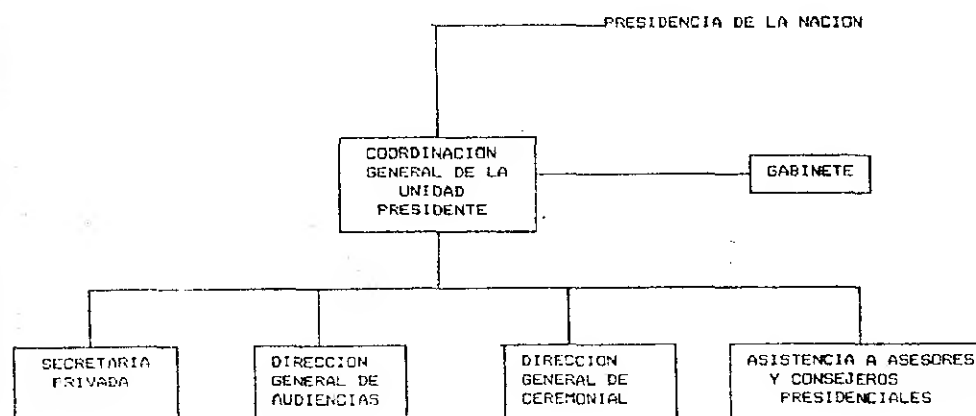 PRESIDENCIA DE LA NACION
COORDINACION
GENERAL DE LA
UNIDAD
PRESIDENTE
GABINETE
SECRETARIA
PRIVADA
DIRECCION
GENERAL DE
AUDIENCIAS
DIRECCION
GENERAL DE
CEREMONIAL
ASISTENCIA A ASESORES
Y CONSEJEROS
PRESIDENCIALES